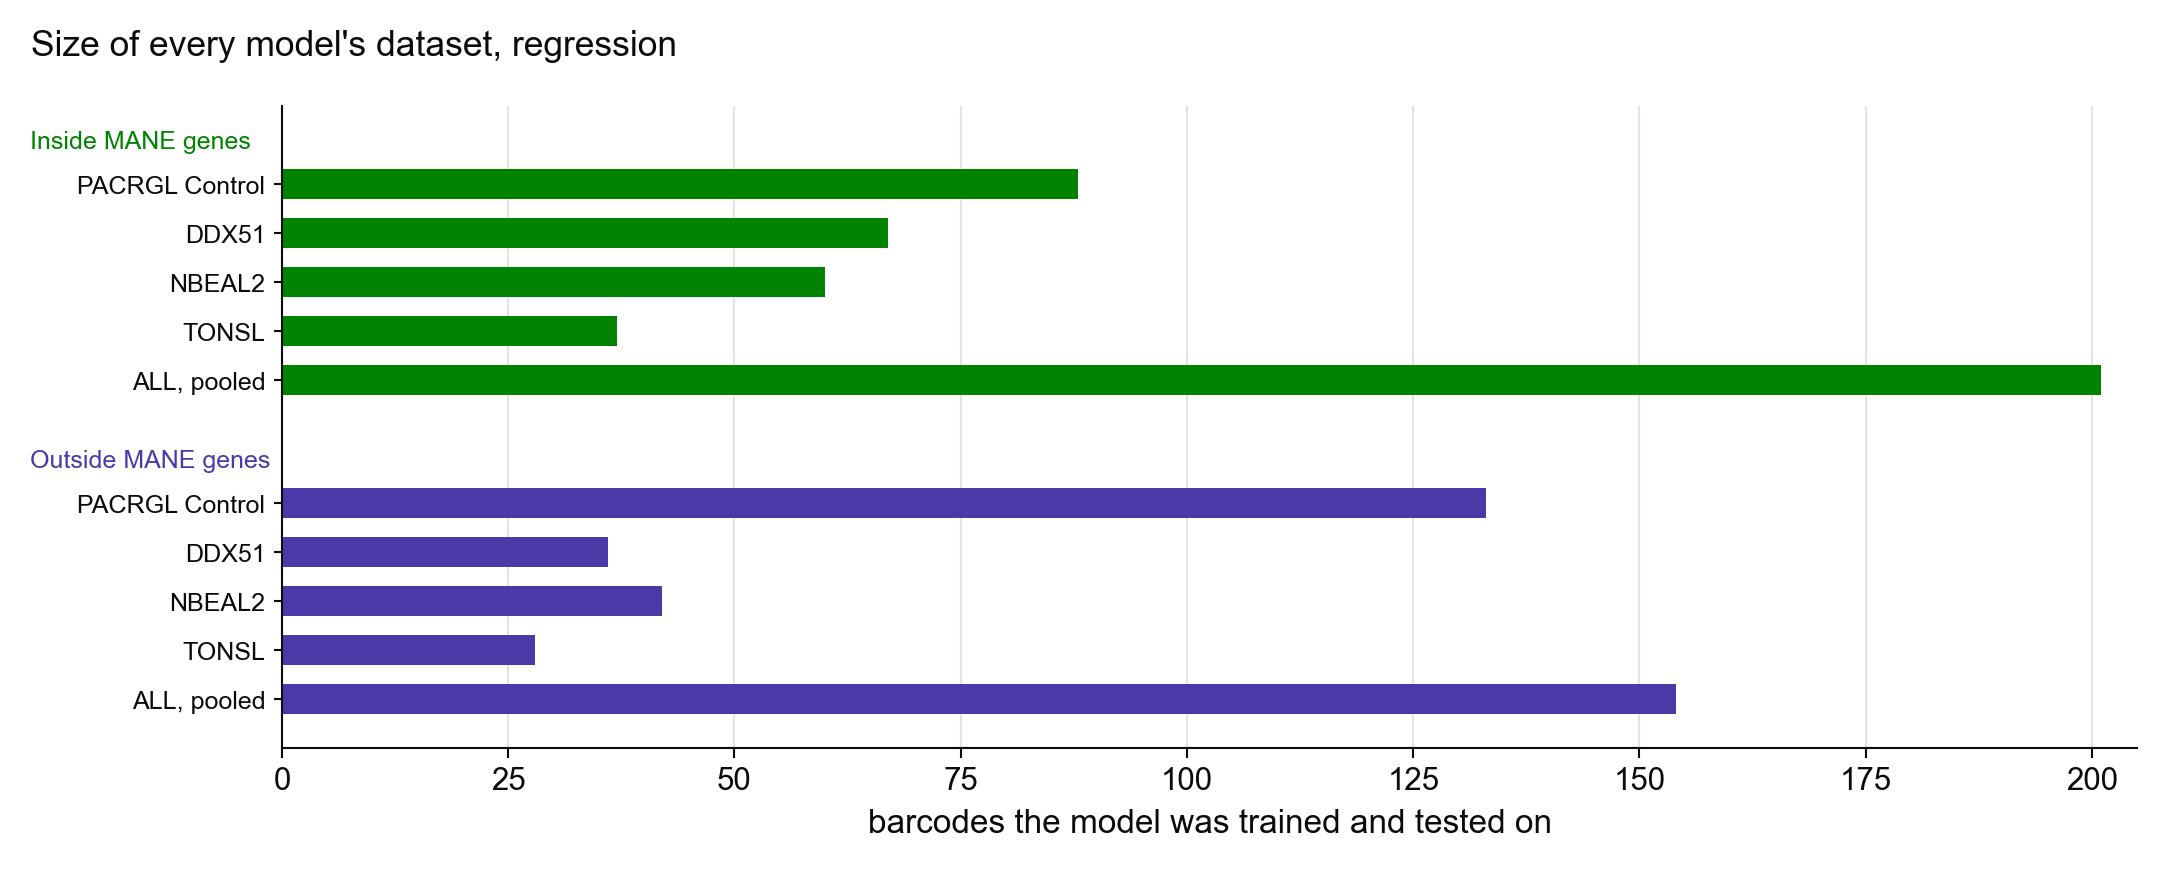 Size of every model's dataset, regression
Inside MANE genes
PACRGL Control
DDX51
NBEAL2
TONSL
ALL, pooled
Outside MANE genes
PACRGL Control
DDX51
NBEAL2
TONSL
ALL, pooled
0 25 50 75 100 125 150 175 200
barcodes the model was trained and tested on